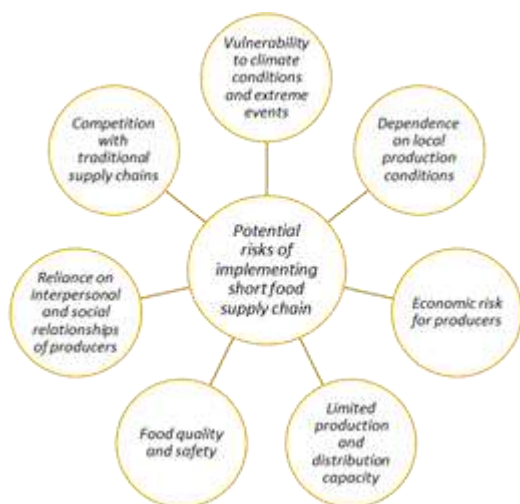 Vulnerability
to climate
conditions
and extreme
events
Competition
with
traditional
supply chains
Dependence
on local
production
conditions
Potential
risks of
implementing
short food
supply chain
Reliance on
interpersonal
and social
relationships
of producers
Economic risk
for producers
Food quality
and safety
Limited
production
and
distribution
capacity